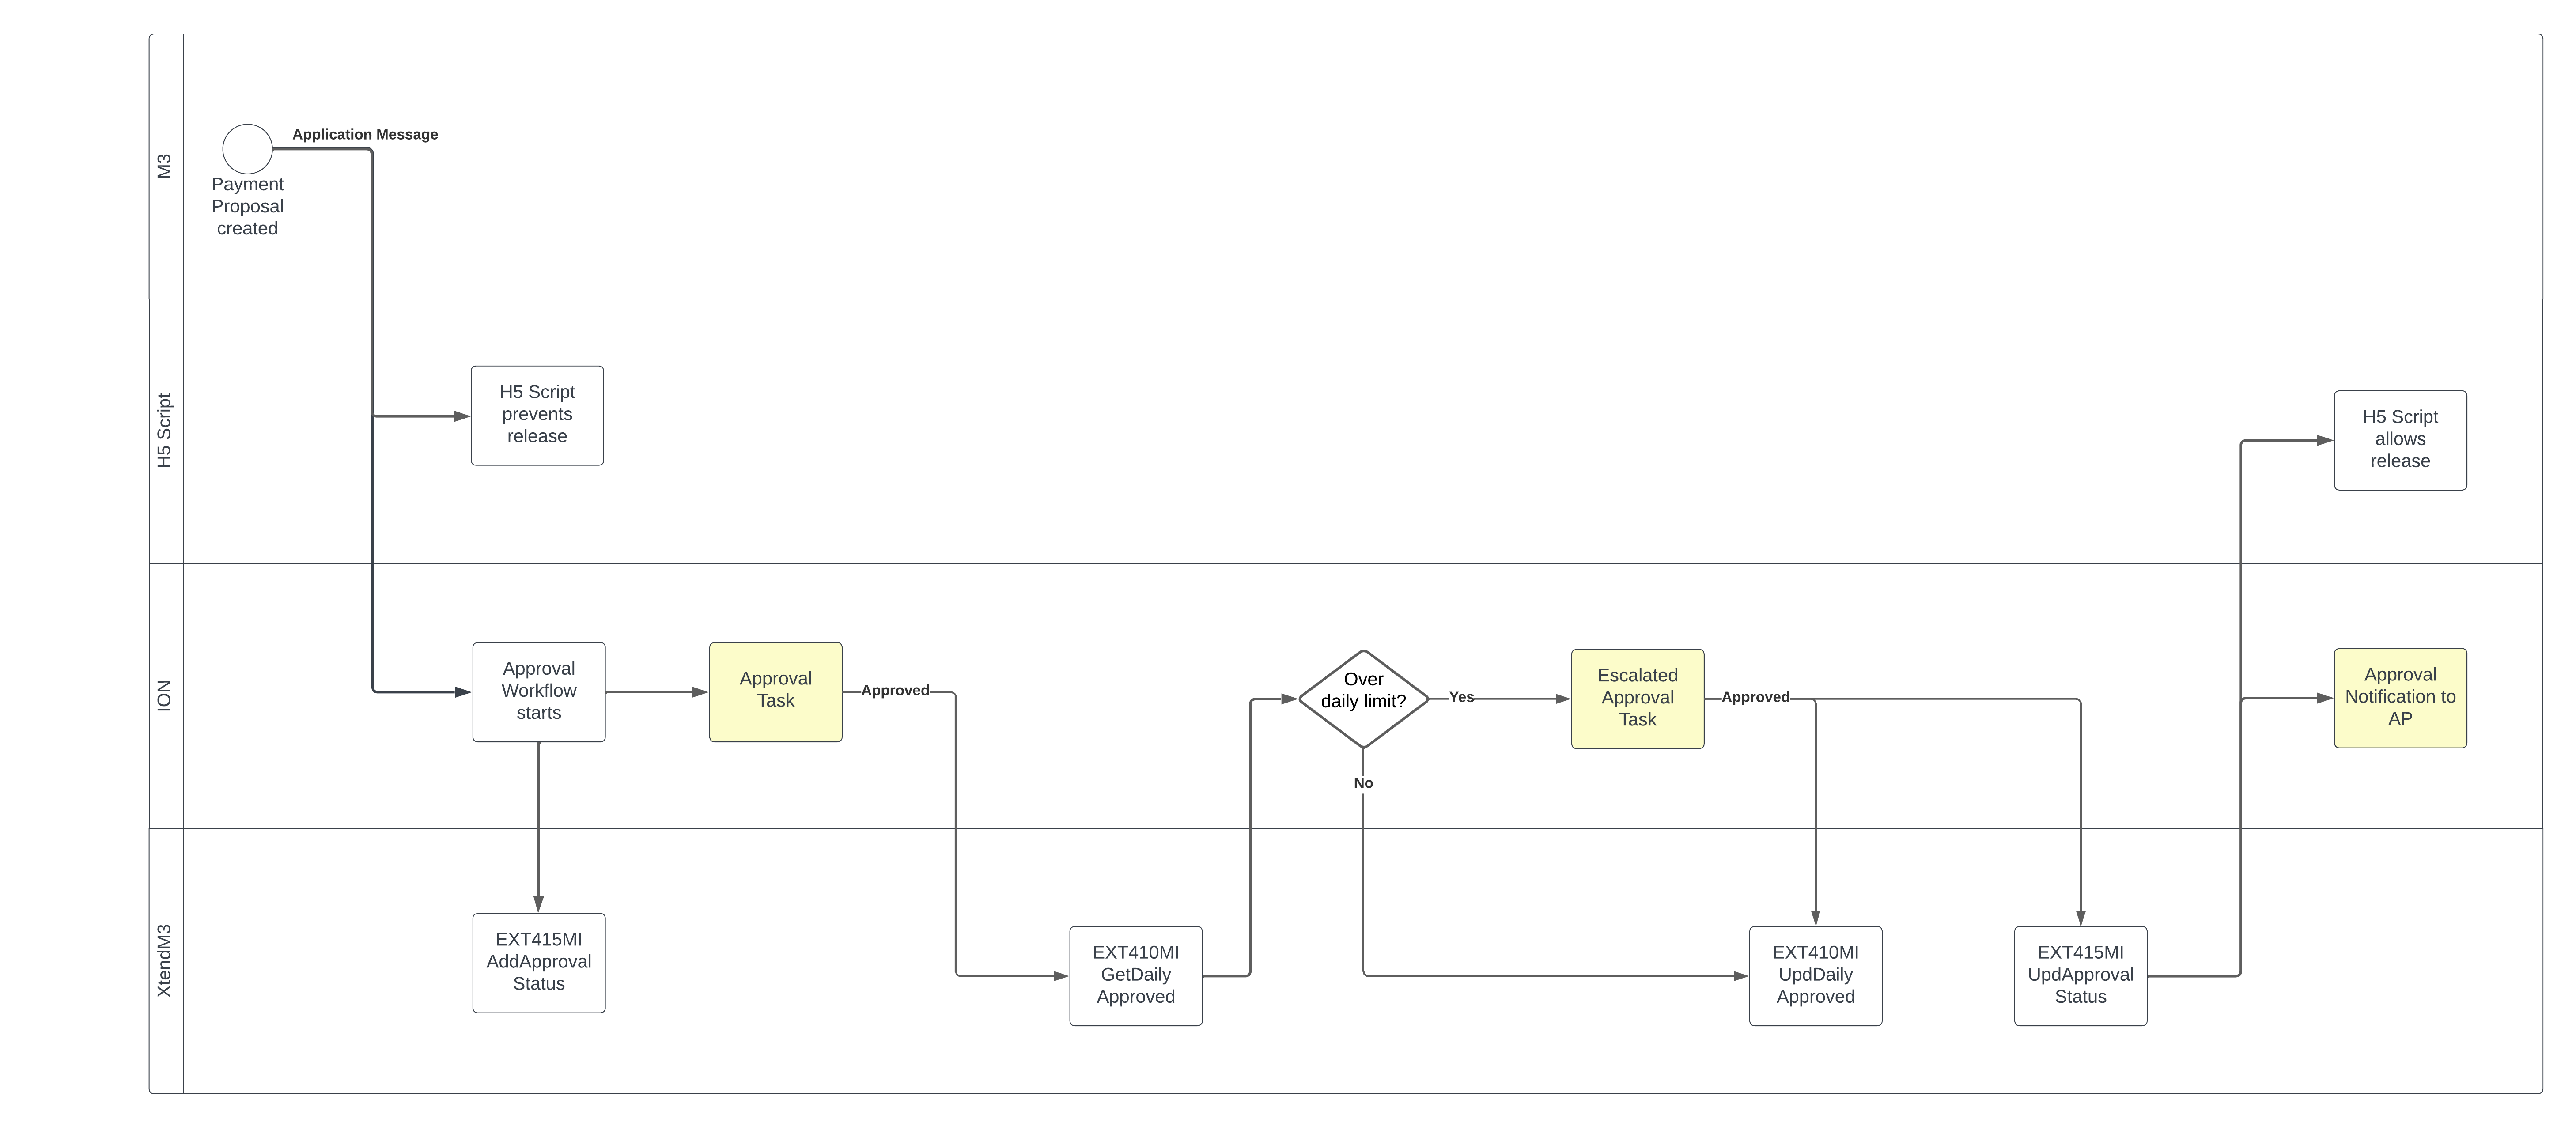 M3
Application Message
Payment
Proposal
created
H5 Script
H5 Script
prevents
release
H5 Script
allows
release
ION
Approval
Workflow
starts
Approval
Task
Approved
Over
daily limit?
Yes
No
Escalated
Approval
Task
Approved
Approval
Notification to
AP
XtendM3
EXT415MI
AddApproval
Status
EXT410MI
GetDaily
Approved
EXT410MI
UpdDaily
Approved
EXT415MI
UpdApproval
Status